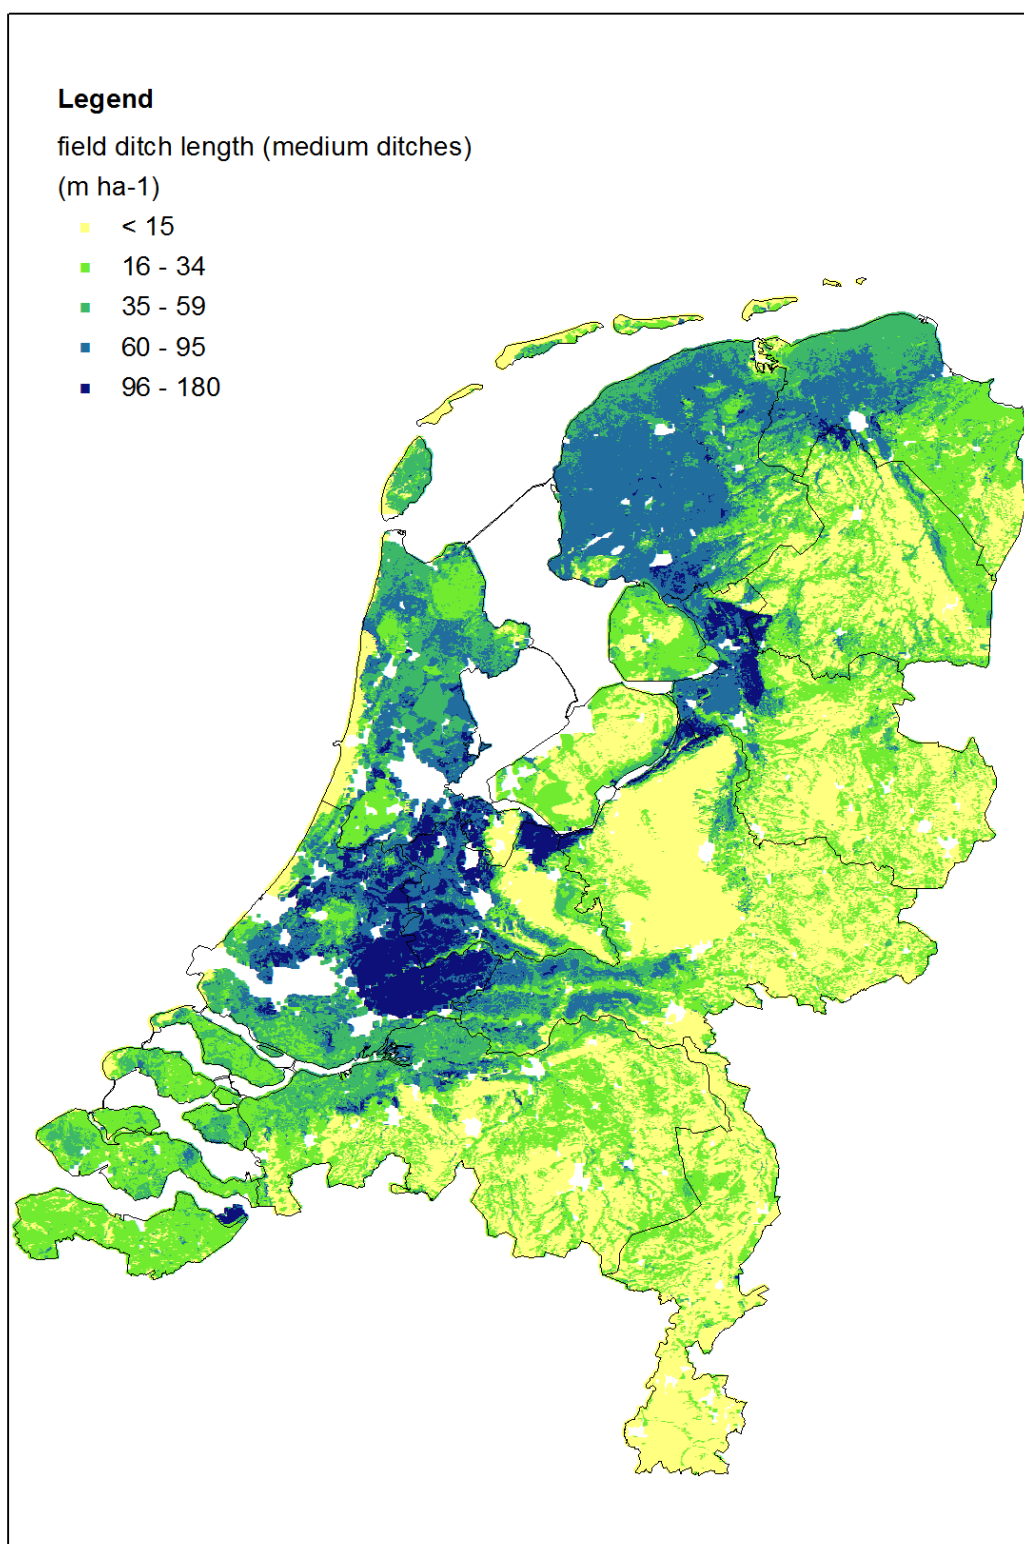 Legend
field ditch length (medium ditches)
(m ha-1)
< 15
16 - 34
35 - 59
60 - 95
96 - 180